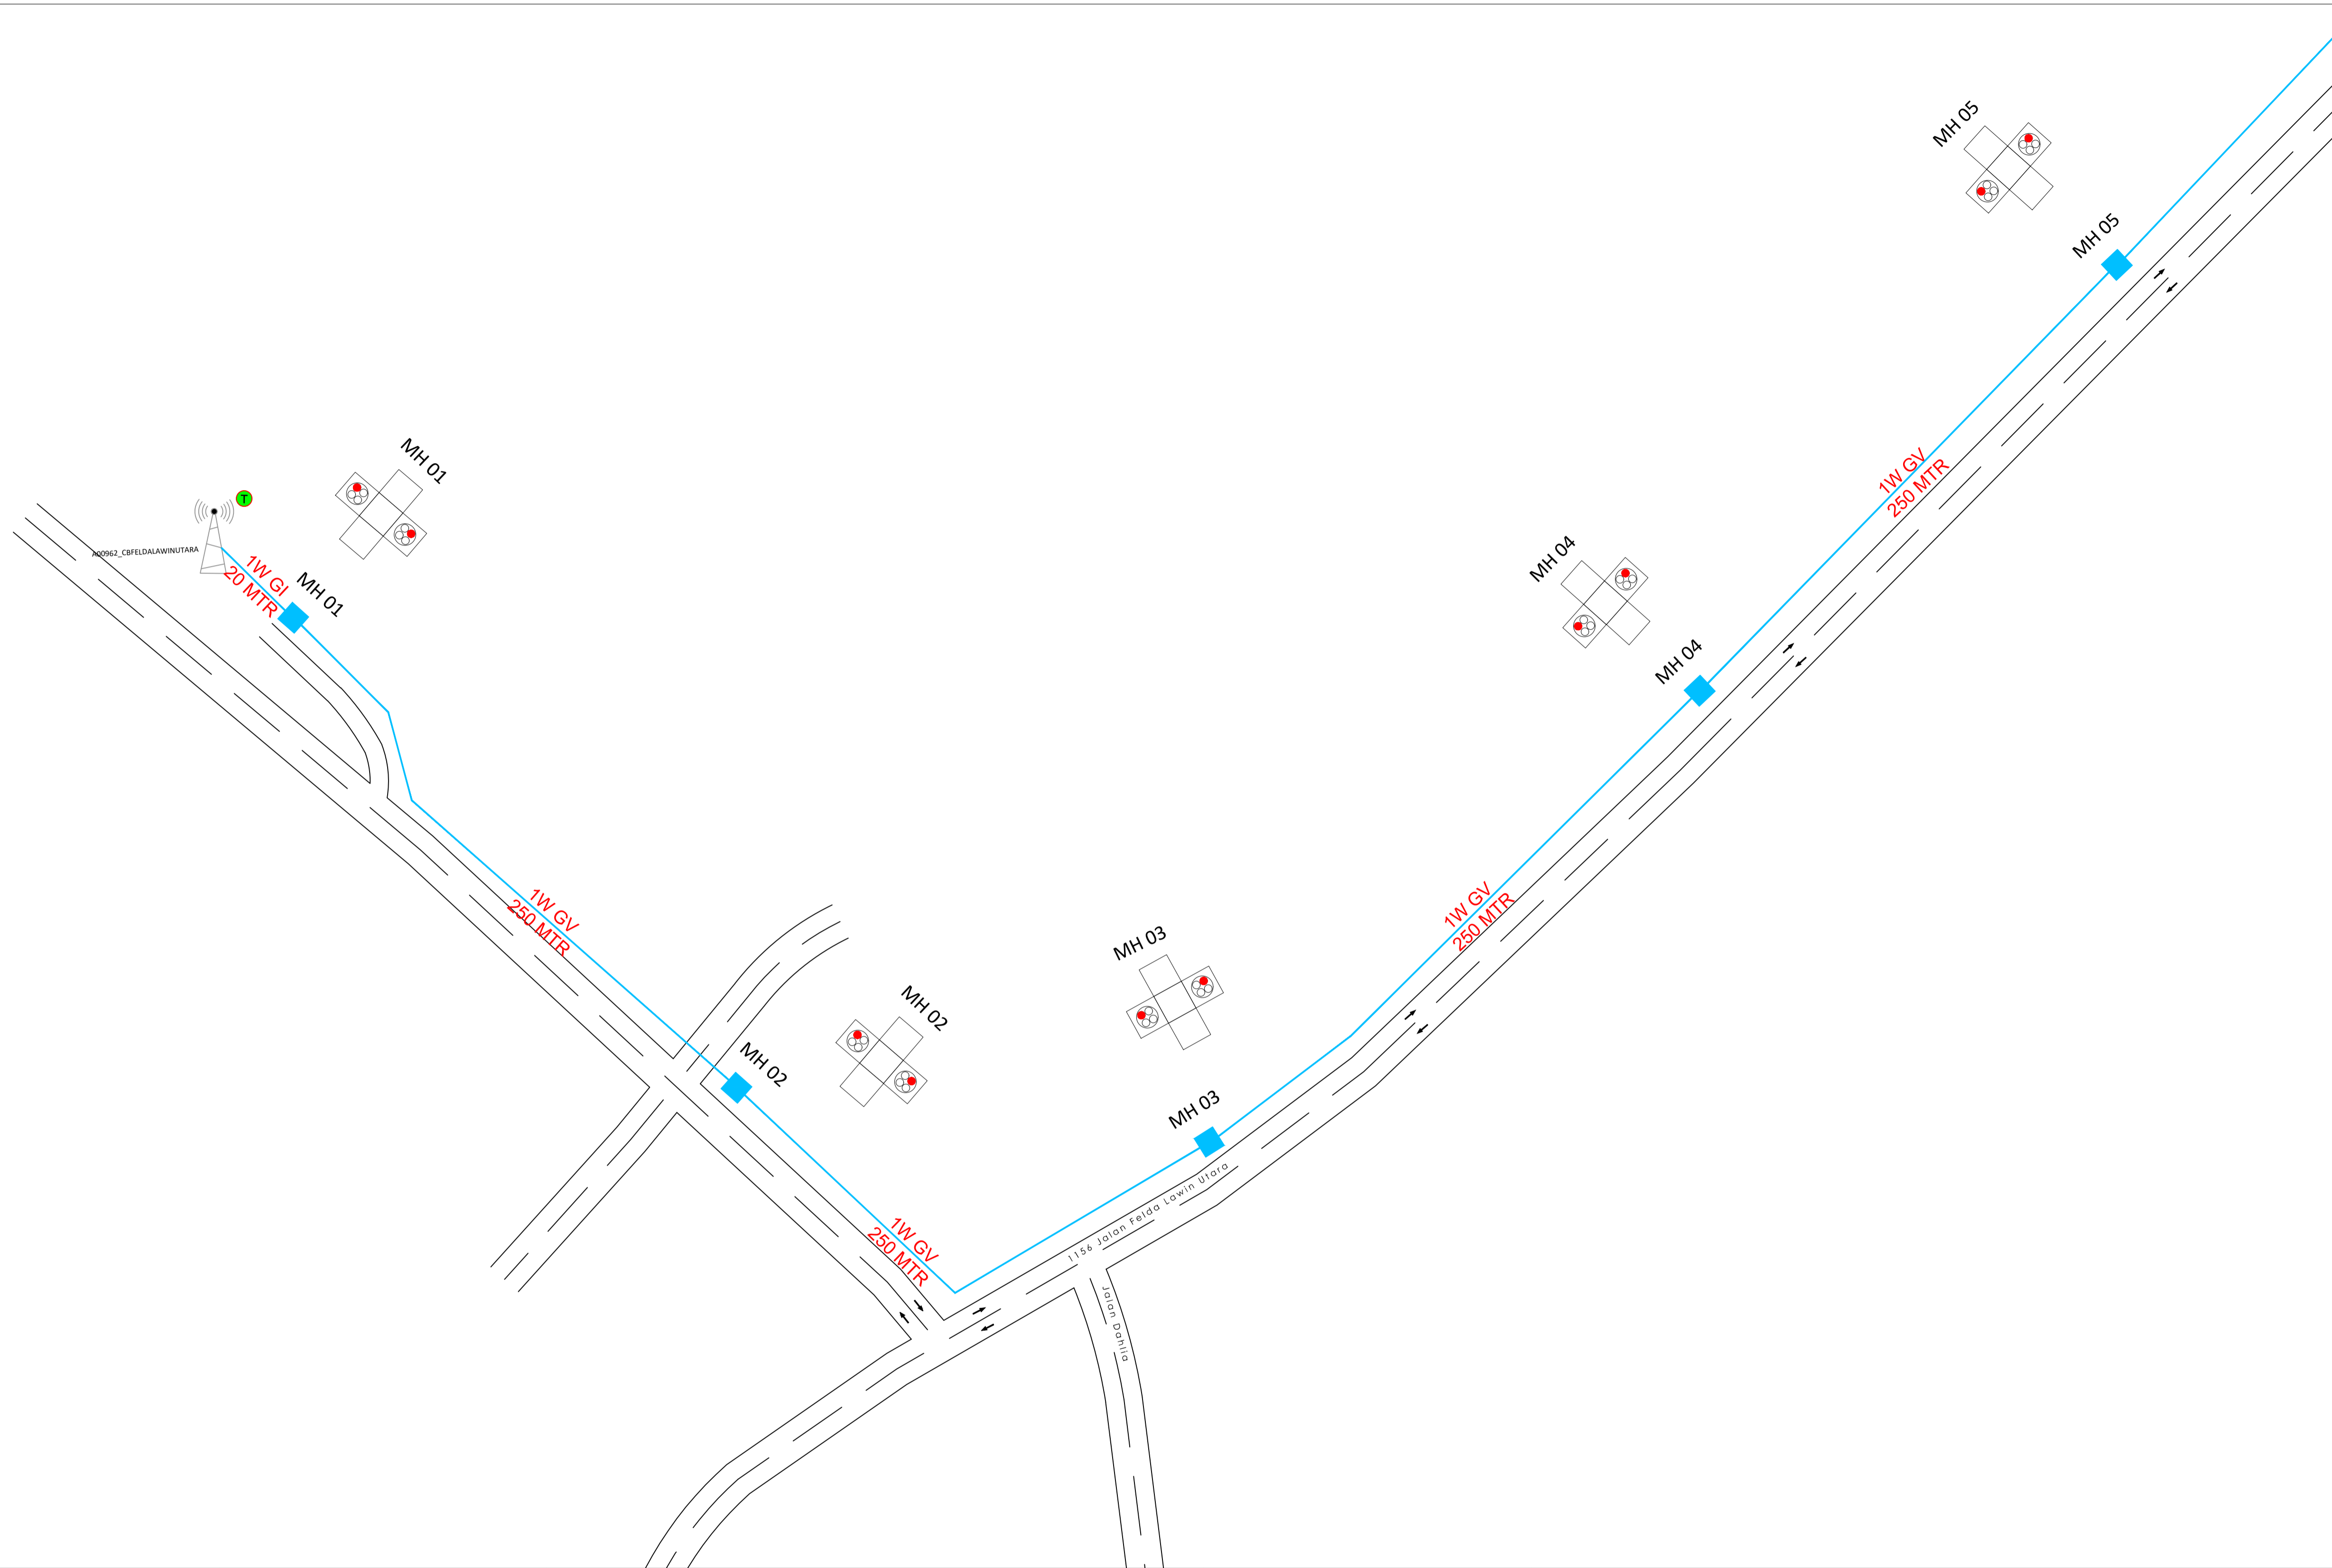 MH 05
MH 05
MH 01
T
A00962_CBFELDALAWINUTARA
1W GI
20 MTR
MH 01
1W GV
250 MTR
MH 04
MH 04
1W GV
250 MTR
1W GV
250 MTR
MH 03
MH 02
MH 02
MH 03
1W GV
250 MTR
1156 Jalan Felda Lawin Utara
Jalan Dahlia